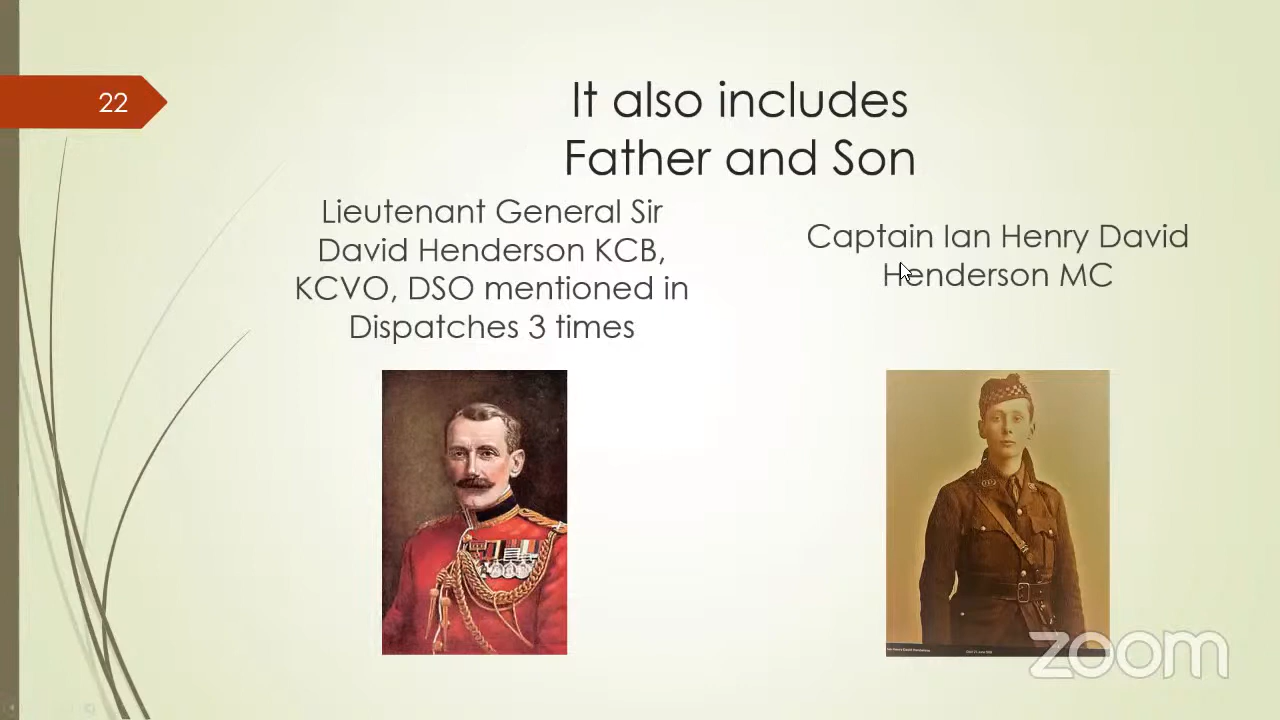 22
It also includes
Father and Son
Lieutenant General Sir
David Henderson KCB,
KCVO, DSO mentioned in
Dispatches 3 times
Captain Ian Henry David
Henderson MC
zoom